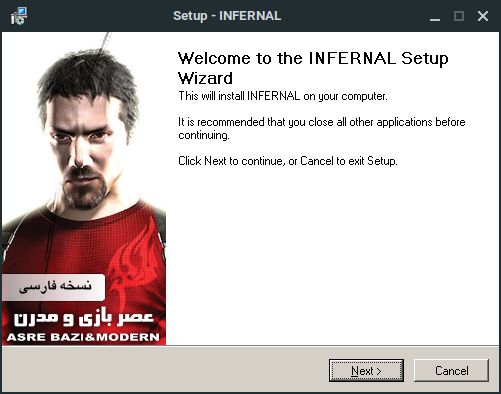 Setup - INFERNAL
Welcome to the INFERNAL Setup
Wizard
This will install INFERNAL on your computer.
It is recommended that you close all other applications before
continuing.
Click Next to continue, or Cancel to exit Setup.
نسخه فارسی
عصر بازی و مدرن
ASRE BAZI&MODERN
Next >
Cancel